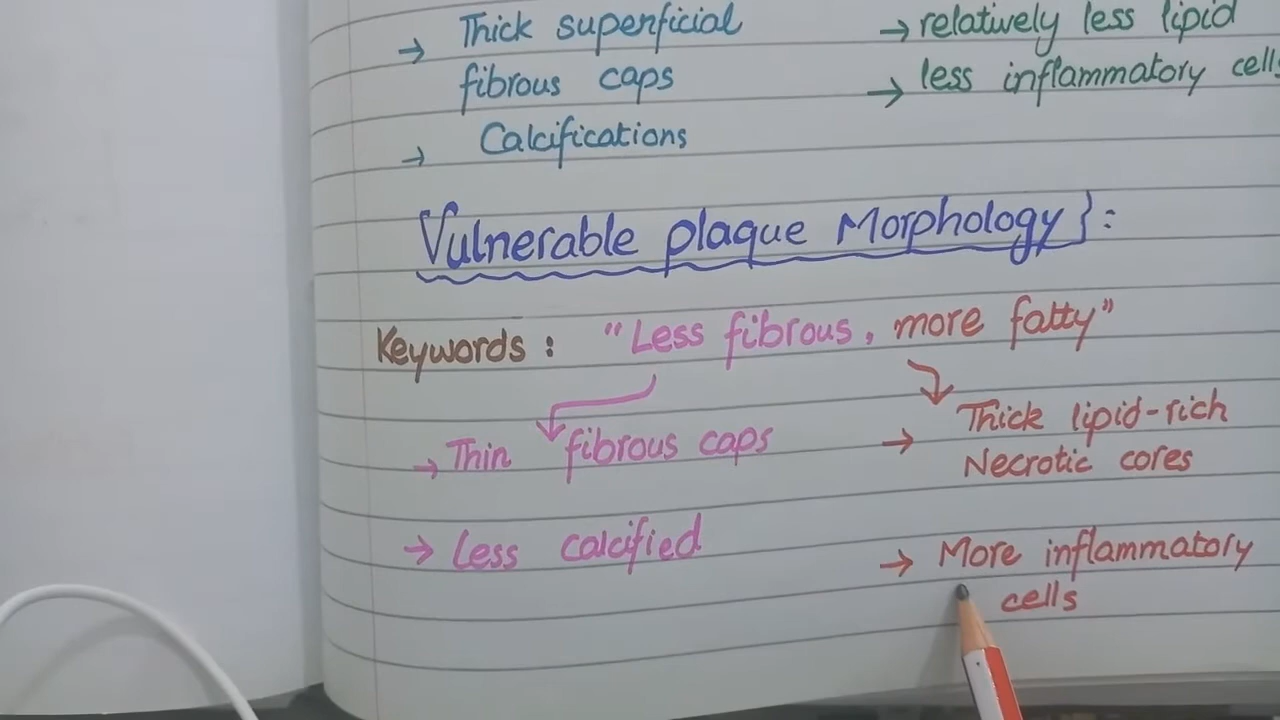 → Thick superficial
fibrous caps
→ Calcifications
→ relatively less lipid
→ less inflammatory cells
Vulnerable plaque Morphology}:
Keywords: "Less fibrous, more fatty"
→ Thin fibrous caps
→ Less calcified
→ Thick lipid-rich
Necrotic cores
→ More inflammatory
cells